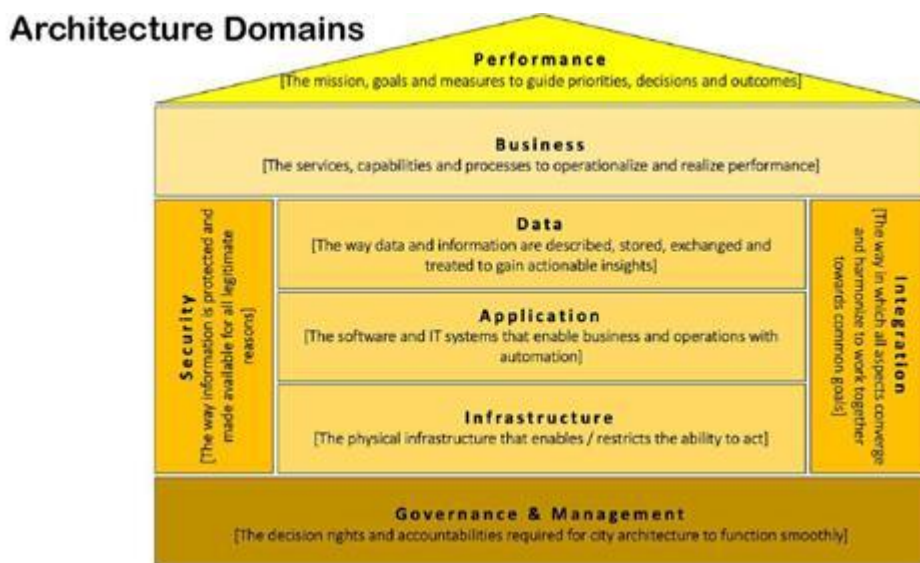 Architecture Domains
Performance
[The mission, goals and measures to guide priorities, decisions and outcomes]
Business
[The services, capabilities and processes to operationalize and realize performance]
Security
[The way information is protected and
made available for all legitimate
reasons]
Data
[The way data and information are described, stored, exchanged and
treated to gain actionable insights]
Application
[The software and IT systems that enable business and operations with
automation]
Infrastructure
[The physical infrastructure that enables / restricts the ability to act]
Integration
[The way in which all aspects converge
and harmonize to work together
towards common goals]
Governance & Management
[The decision rights and accountabilities required for city architecture to function smoothly]